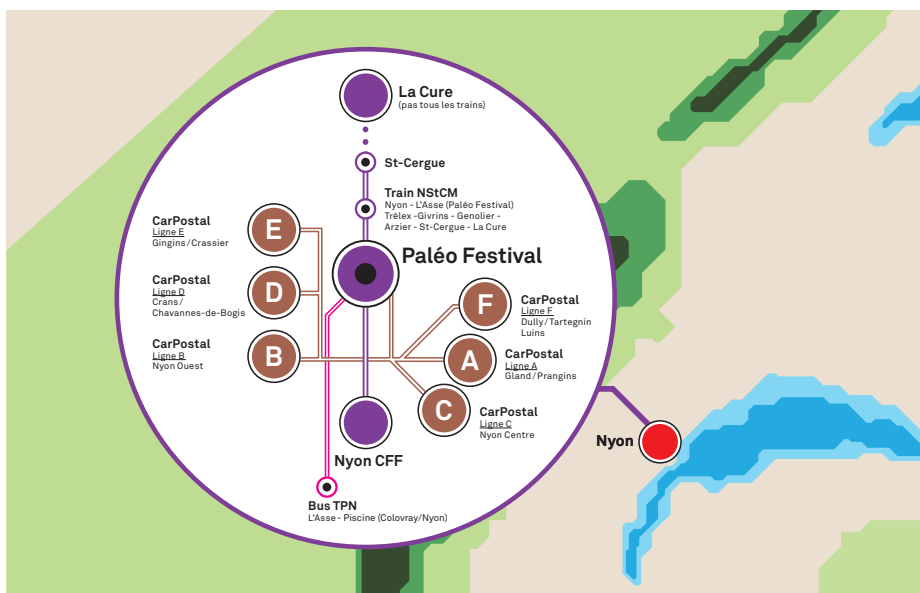 La Cure
(pas tous les trains)
St-Cergue
Train NStCM
Nyon - L'Asse (Paléo Festival)
Trélex -Givrins - Genolier -
Arzier - St-Cergue - La Cure
Paléo Festival
CarPostal
Ligne E
Gingins/Crassier
E
CarPostal
Ligne D
Crans/
Chavannes-de-Bogis
D
CarPostal
Ligne B
Nyon Ouest
B
F
CarPostal
Ligne F
Dully/Tartegnin
Luins
A
CarPostal
Ligne A
Gland/Prangins
C
CarPostal
Ligne C
Nyon Centre
Nyon CFF
Bus TPN
L'Asse - Piscine (Colovray/Nyon)
Nyon